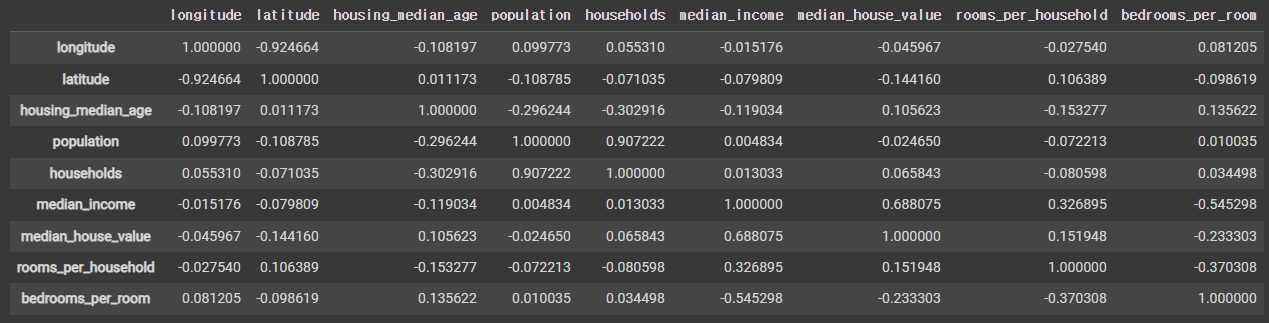 longitude latitude housing_median_age population households median_income median_house_value rooms_per_household bedrooms_per_room
longitude 1.000000 -0.924664 -0.108197 0.099773 0.055310 -0.015176 -0.045967 -0.027540 0.081205
latitude -0.924664 1.000000 0.011173 -0.108785 -0.071035 -0.079809 -0.144160 0.106389 -0.098619
housing_median_age -0.108197 0.011173 1.000000 -0.296244 -0.302916 -0.119034 0.105623 -0.153277 0.135622
population 0.099773 -0.108785 -0.296244 1.000000 0.907222 0.004834 -0.024650 -0.072213 0.010035
households 0.055310 -0.071035 -0.302916 0.907222 1.000000 0.013033 0.065843 -0.080598 0.034498
median_income -0.015176 -0.079809 -0.119034 0.004834 0.013033 1.000000 0.688075 0.326895 -0.545298
median_house_value -0.045967 -0.144160 0.105623 -0.024650 0.065843 0.688075 1.000000 0.151948 -0.233303
rooms_per_household -0.027540 0.106389 -0.153277 -0.072213 -0.080598 0.326895 0.151948 1.000000 -0.370308
bedrooms_per_room 0.081205 -0.098619 0.135622 0.010035 0.034498 -0.545298 -0.233303 -0.370308 1.000000